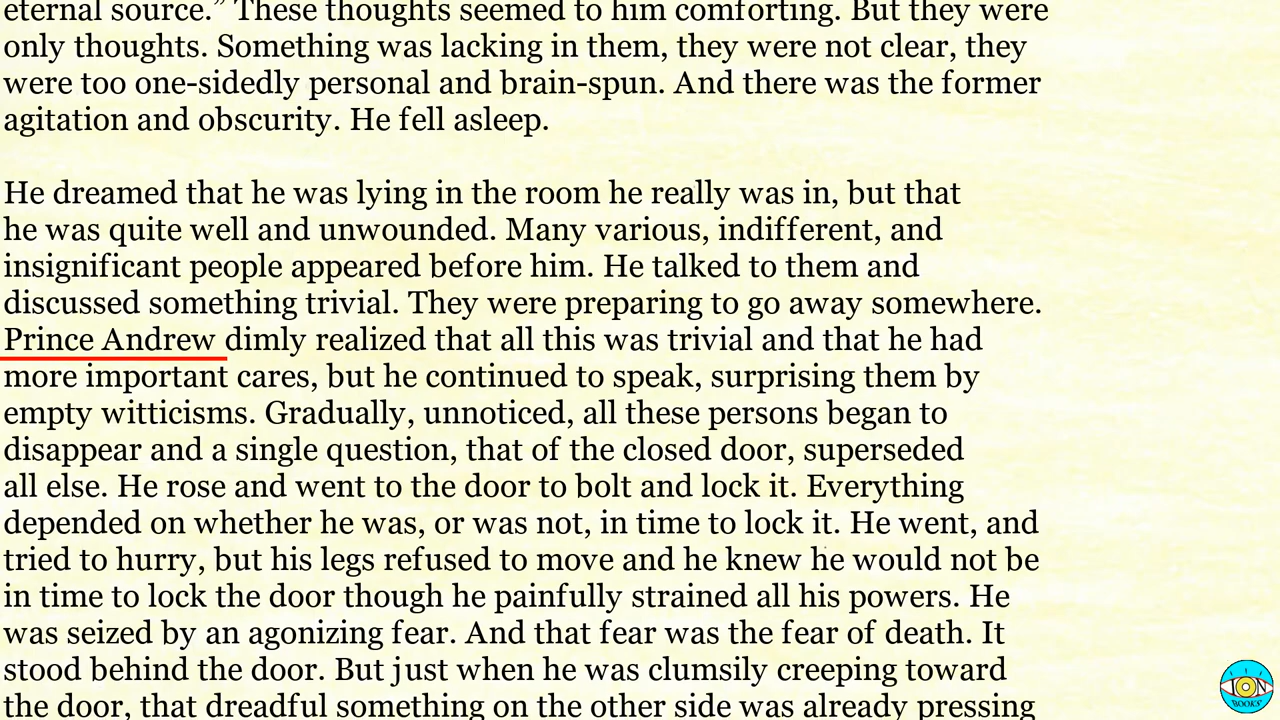 eternal source.” These thoughts seemed to him comforting. But they were
only thoughts. Something was lacking in them, they were not clear, they
were too one-sidedly personal and brain-spun. And there was the former
agitation and obscurity. He fell asleep.
He dreamed that he was lying in the room he really was in, but that
he was quite well and unwounded. Many various, indifferent, and
insignificant people appeared before him. He talked to them and
discussed something trivial. They were preparing to go away somewhere.
Prince Andrew dimly realized that all this was trivial and that he had
more important cares, but he continued to speak, surprising them by
empty witticisms. Gradually, unnoticed, all these persons began to
disappear and a single question, that of the closed door, superseded
all else. He rose and went to the door to bolt and lock it. Everything
depended on whether he was, or was not, in time to lock it. He went, and
tried to hurry, but his legs refused to move and he knew he would not be
in time to lock the door though he painfully strained all his powers. He
was seized by an agonizing fear. And that fear was the fear of death. It
stood behind the door. But just when he was clumsily creeping toward
the door, that dreadful something on the other side was already pressing
ION
BOOKS